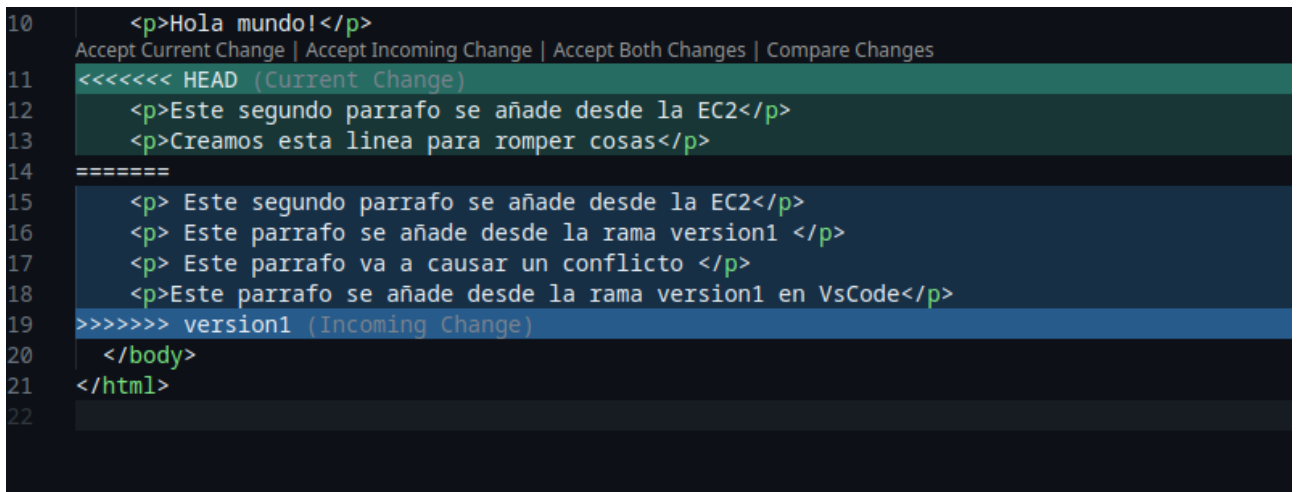 10 <p>Hola mundo!</p>
Accept Current Change | Accept Incoming Change | Accept Both Changes | Compare Changes
11 <<<<<<< HEAD (Current Change)
12 <p>Este segundo parrafo se añade desde la EC2</p>
13 <p>Creamos esta linea para romper cosas</p>
14 =======
15 <p> Este segundo parrafo se añade desde la EC2</p>
16 <p> Este parrafo se añade desde la rama version1 </p>
17 <p> Este parrafo va a causar un conflicto </p>
18 <p>Este parrafo se añade desde la rama version1 en VsCode</p>
19 >>>>>>> version1 (Incoming Change)
20 </body>
21 </html>
22